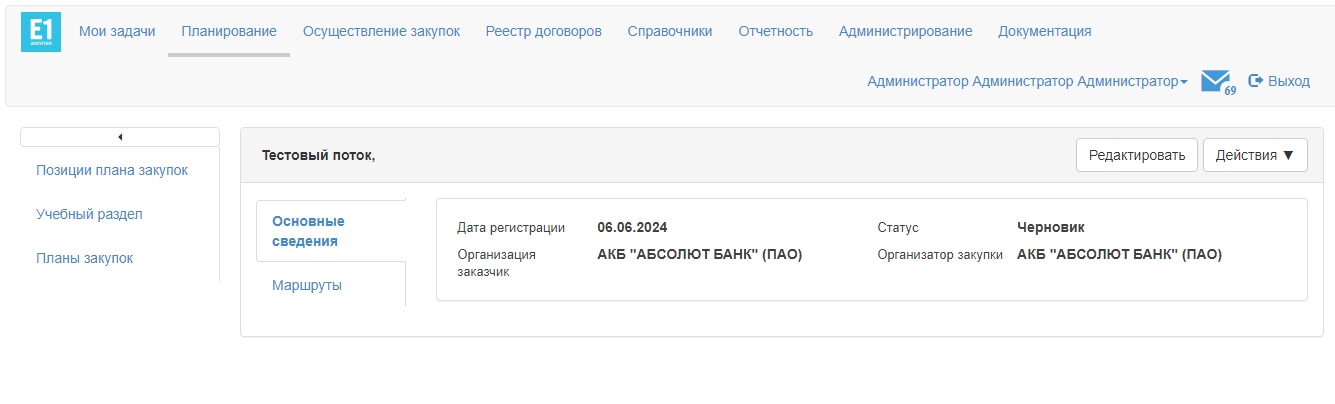 E1
Мои задачи Планирование Осуществление закупок Реестр договоров Справочники Отчетность Администрирование Документация
Администратор Администратор Администратор 69 Выход
Позиции плана закупок
Учебный раздел
Планы закупок
Тестовый поток, Редактировать Действия ▼
Основные
сведения
Маршруты
Дата регистрации 06.06.2024 Статус Черновик
Организация
заказчик АКБ "АБСОЛЮТ БАНК" (ПАО) Организатор закупки АКБ "АБСОЛЮТ БАНК" (ПАО)